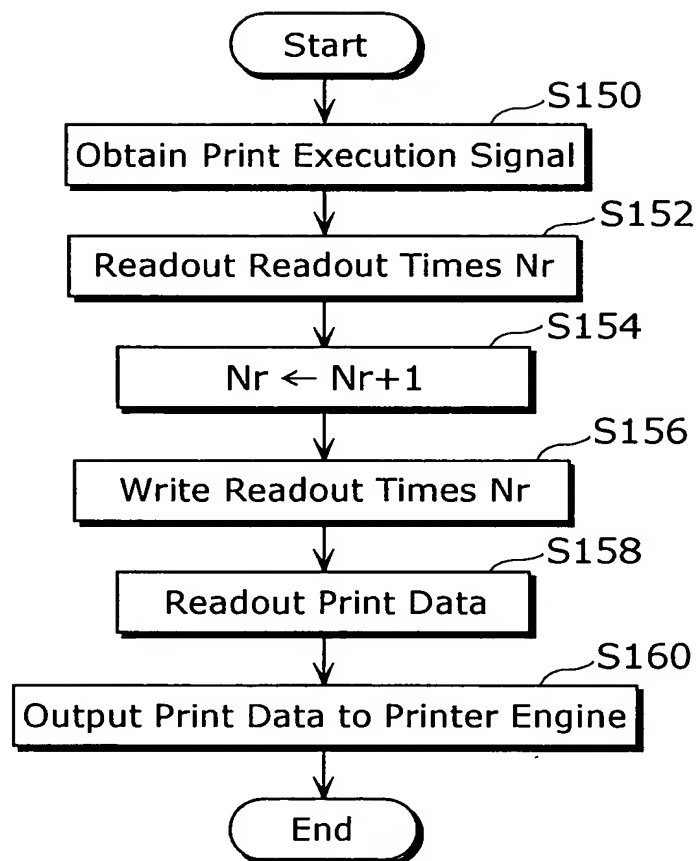 Start
S150
Obtain Print Execution Signal
S152
Readout Readout Times Nr
S154
Nr ← Nr+1
S156
Write Readout Times Nr
S158
Readout Print Data
S160
Output Print Data to Printer Engine
End